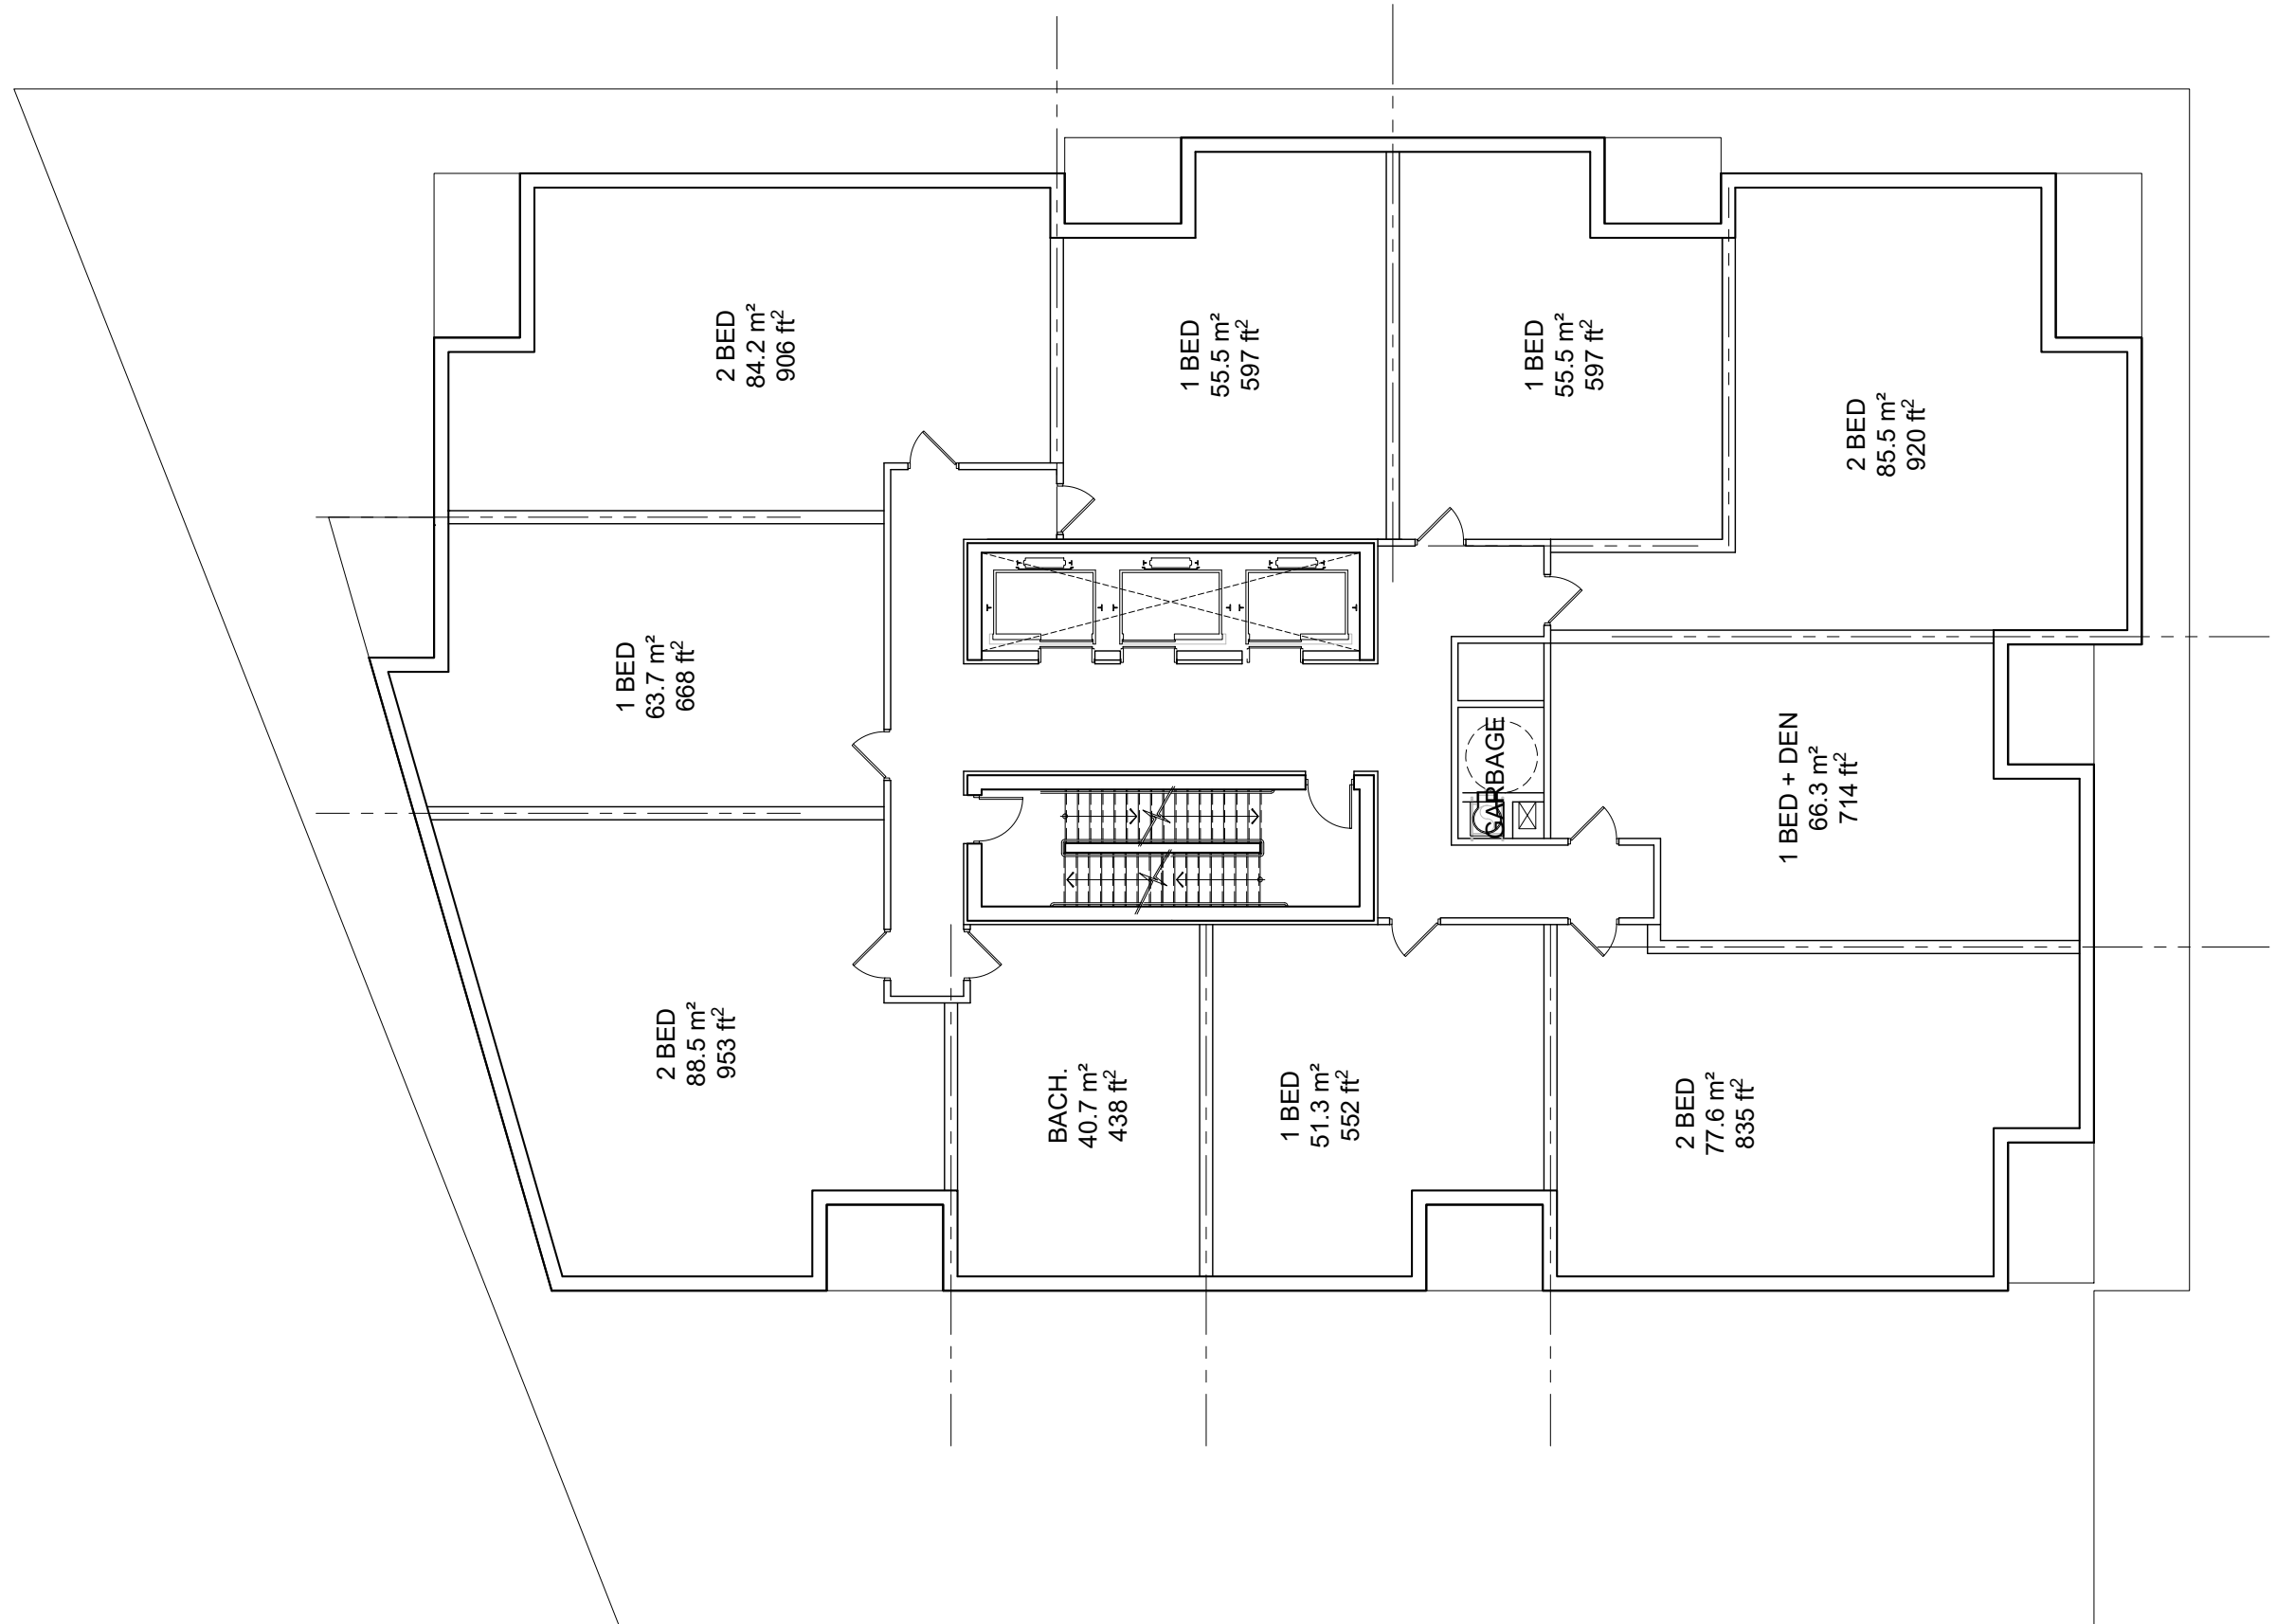 2 BED
84.2 m²
906 ft²
1 BED
55.5 m²
597 ft²
1 BED
55.5 m²
597 ft²
2 BED
85.5 m²
920 ft²
1 BED
63.7 m²
668 ft²
GARBAGE
1 BED + DEN
66.3 m²
714 ft²
2 BED
88.5 m²
953 ft²
BACH.
40.7 m²
438 ft²
1 BED
51.3 m²
552 ft²
2 BED
77.6 m²
835 ft²